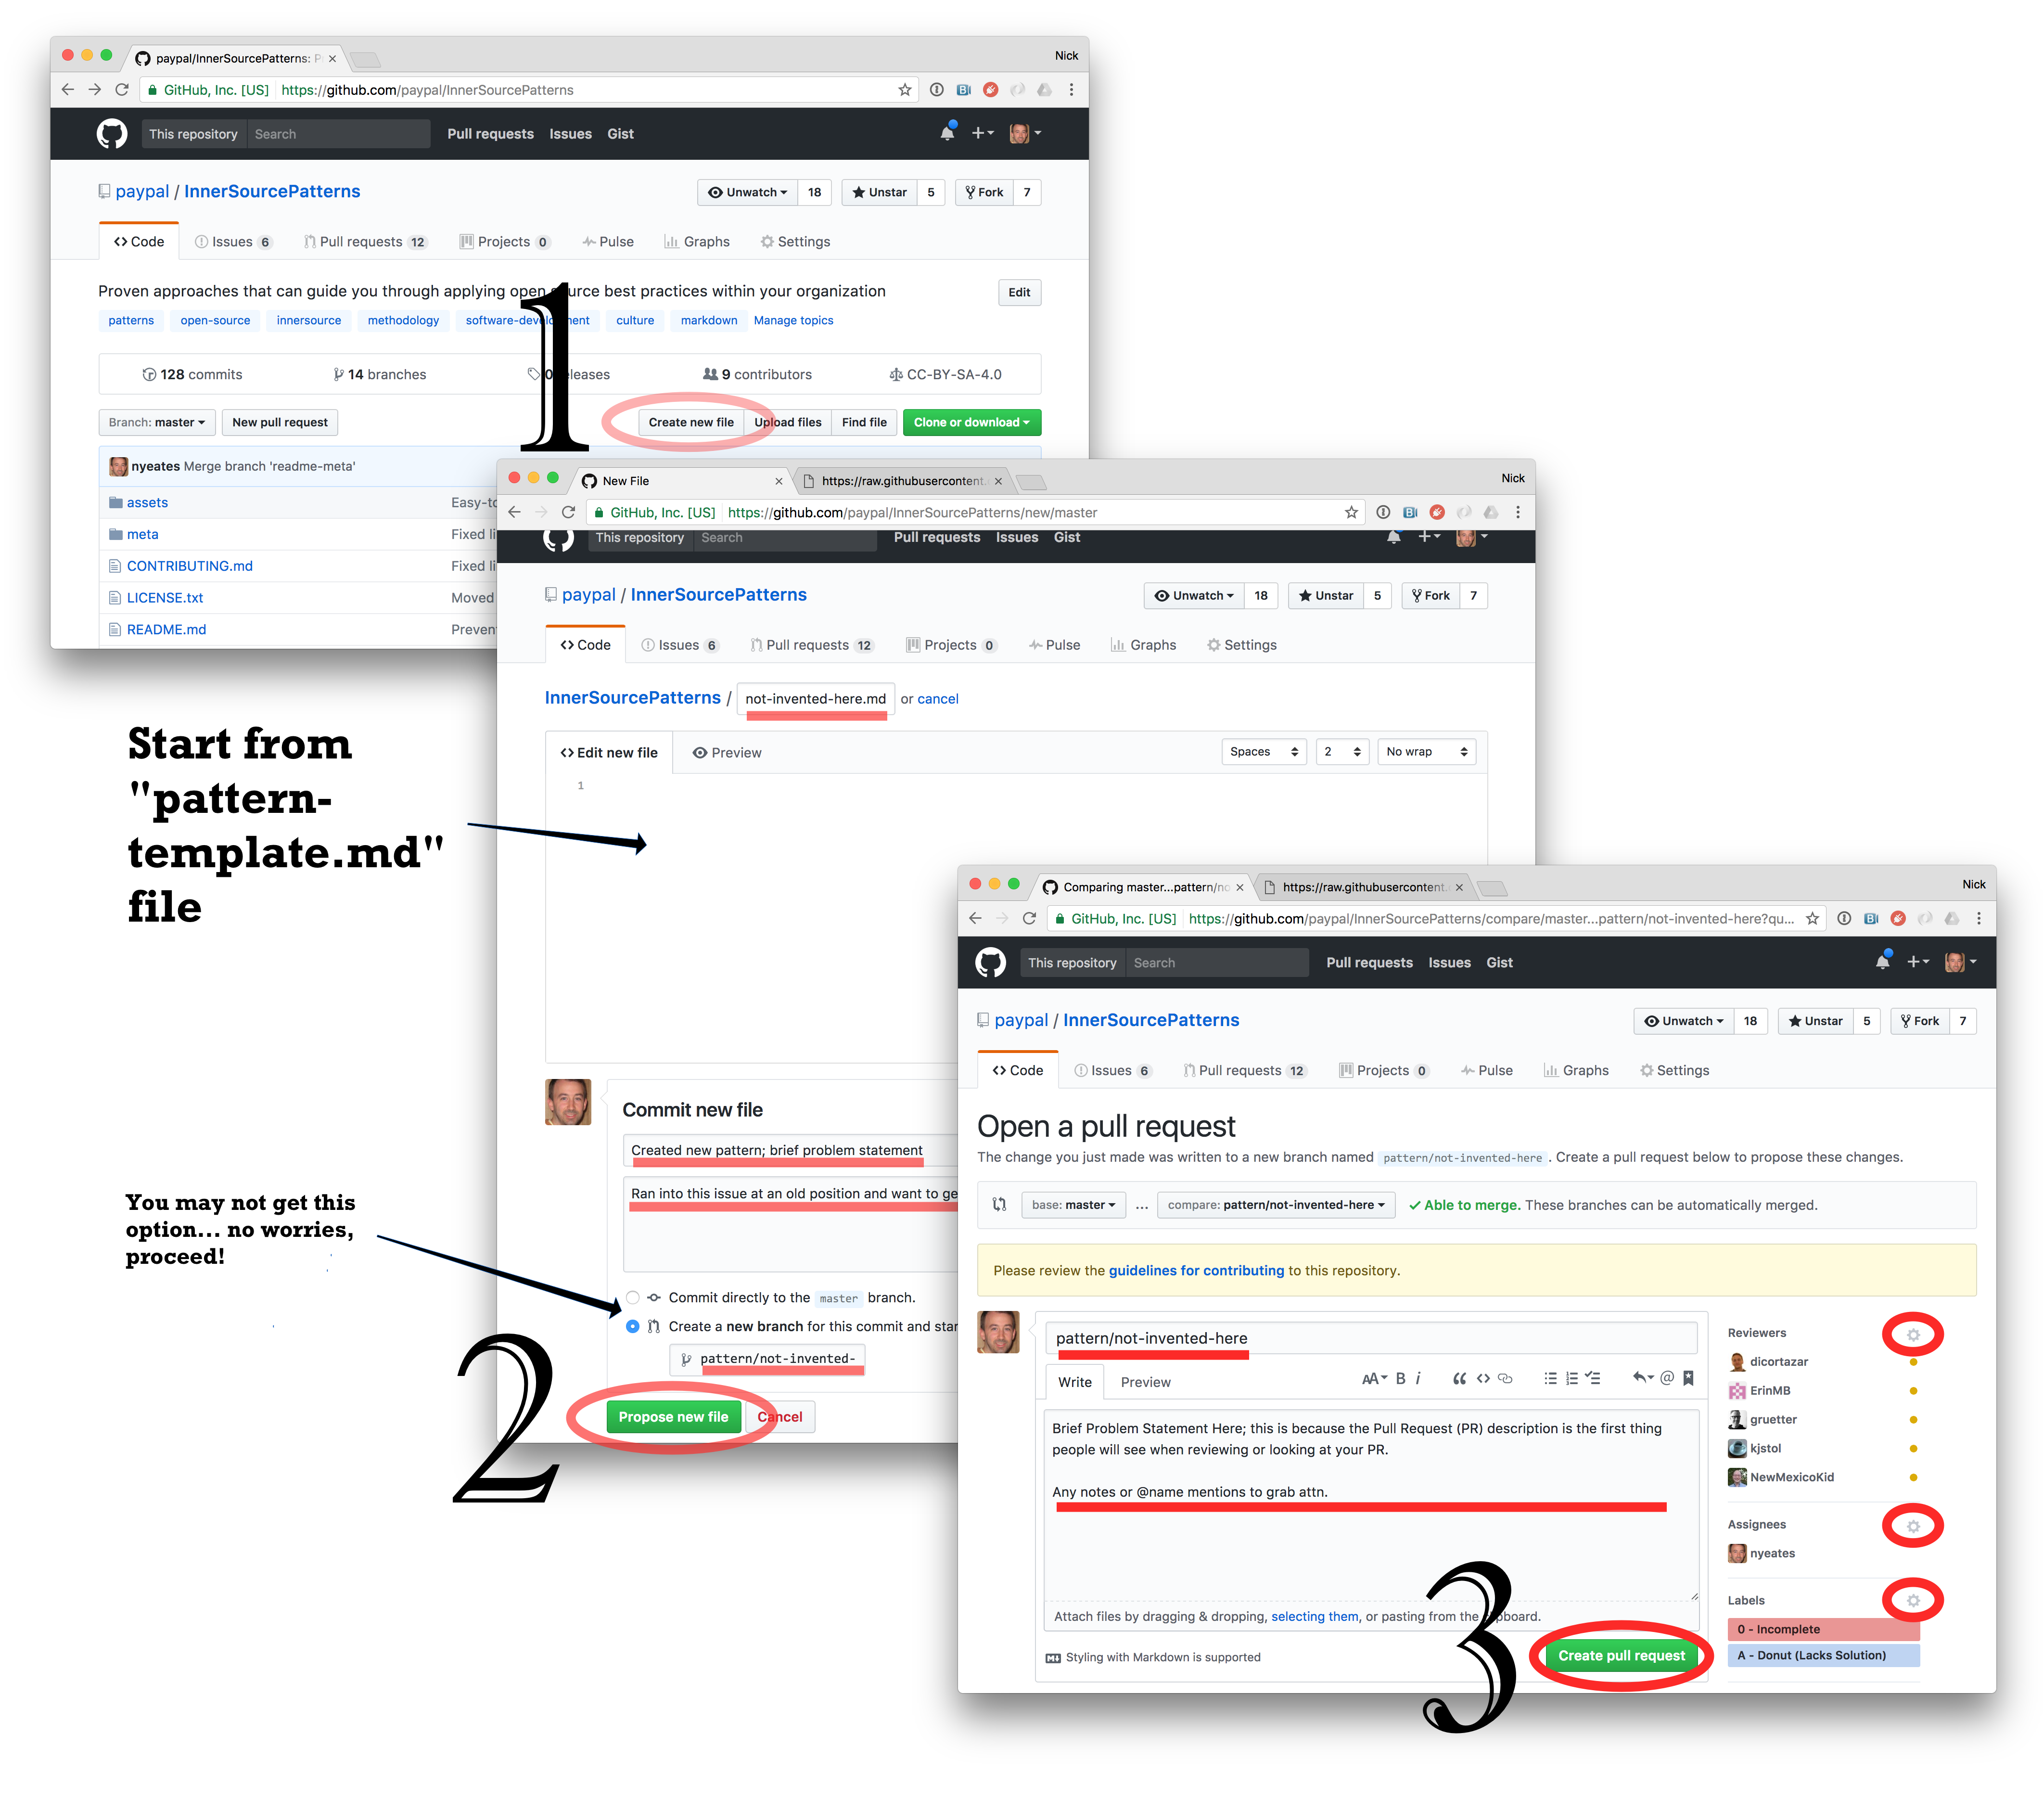 paypal/InnerSourcePatterns: P
Nick
GitHub, Inc. [US] https://github.com/paypal/InnerSourcePatterns
This repository Search Pull requests Issues Gist
paypal / InnerSourcePatterns
Unwatch 18 Unstar 5 Fork 7
Code Issues 6 Pull requests 12 Projects 0 Pulse Graphs Settings
Proven approaches that can guide you through applying open source best practices within your organization
Edit
patterns open-source innersource methodology software-development culture markdown Manage topics
128 commits 14 branches 0 releases 9 contributors CC-BY-SA-4.0
Branch: master New pull request Create new file Upload files Find file Clone or download
nyeates Merge branch 'readme-meta'
assets Easy-to
meta Fixed li
CONTRIBUTING.md Fixed li
LICENSE.txt Moved
README.md Preven
1
New File https://raw.githubusercontent.
Nick
GitHub, Inc. [US] https://github.com/paypal/InnerSourcePatterns/new/master
This repository Search Pull requests Issues Gist
paypal / InnerSourcePatterns
Unwatch 18 Unstar 5 Fork 7
Code Issues 6 Pull requests 12 Projects 0 Pulse Graphs Settings
InnerSourcePatterns / not-invented-here.md or cancel
Edit new file Preview Spaces 2 No wrap
1
Start from
"pattern-
template.md"
file
Commit new file
Created new pattern; brief problem statement
Ran into this issue at an old position and want to ge
You may not get this
option... no worries,
proceed!
Commit directly to the master branch.
Create a new branch for this commit and star
pattern/not-invented-
Propose new file Cancel
2
Comparing master...pattern/no https://raw.githubusercontent.
Nick
GitHub, Inc. [US] https://github.com/paypal/InnerSourcePatterns/compare/master...pattern/not-invented-here?qu...
This repository Search Pull requests Issues Gist
paypal / InnerSourcePatterns
Unwatch 18 Unstar 5 Fork 7
Code Issues 6 Pull requests 12 Projects 0 Pulse Graphs Settings
Open a pull request
The change you just made was written to a new branch named pattern/not-invented-here. Create a pull request below to propose these changes.
base: master ... compare: pattern/not-invented-here Able to merge. These branches can be automatically merged.
Please review the guidelines for contributing to this repository.
pattern/not-invented-here
Write Preview AA B i
Brief Problem Statement Here; this is because the Pull Request (PR) description is the first thing
people will see when reviewing or looking at your PR.
Any notes or @name mentions to grab attn.
Attach files by dragging & dropping, selecting them, or pasting from the clipboard.
Styling with Markdown is supported
Create pull request
3
Reviewers
dicortazar
ErinMB
gruetter
kjstol
NewMexicoKid
Assignees
nyeates
Labels
0 - Incomplete
A - Donut (Lacks Solution)